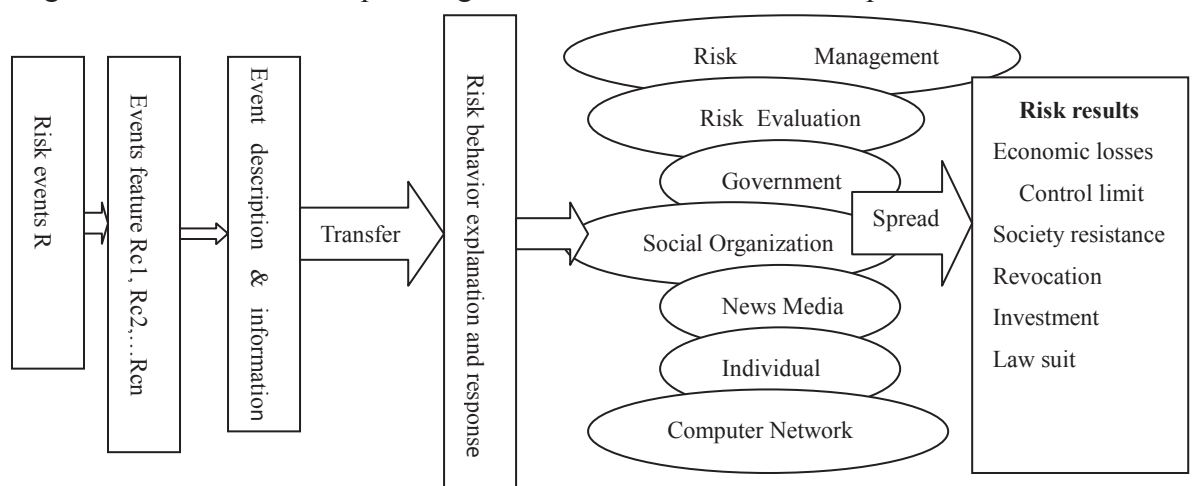 Risk events R
Events feature Rc1, Rc2,…Rcn
Event description & information
Transfer
Risk behavior explanation and response
Risk Management
Risk Evaluation
Government
Social Organization
News Media
Individual
Computer Network
Spread
Risk results
Economic losses
Control limit
Society resistance
Revocation
Investment
Law suit